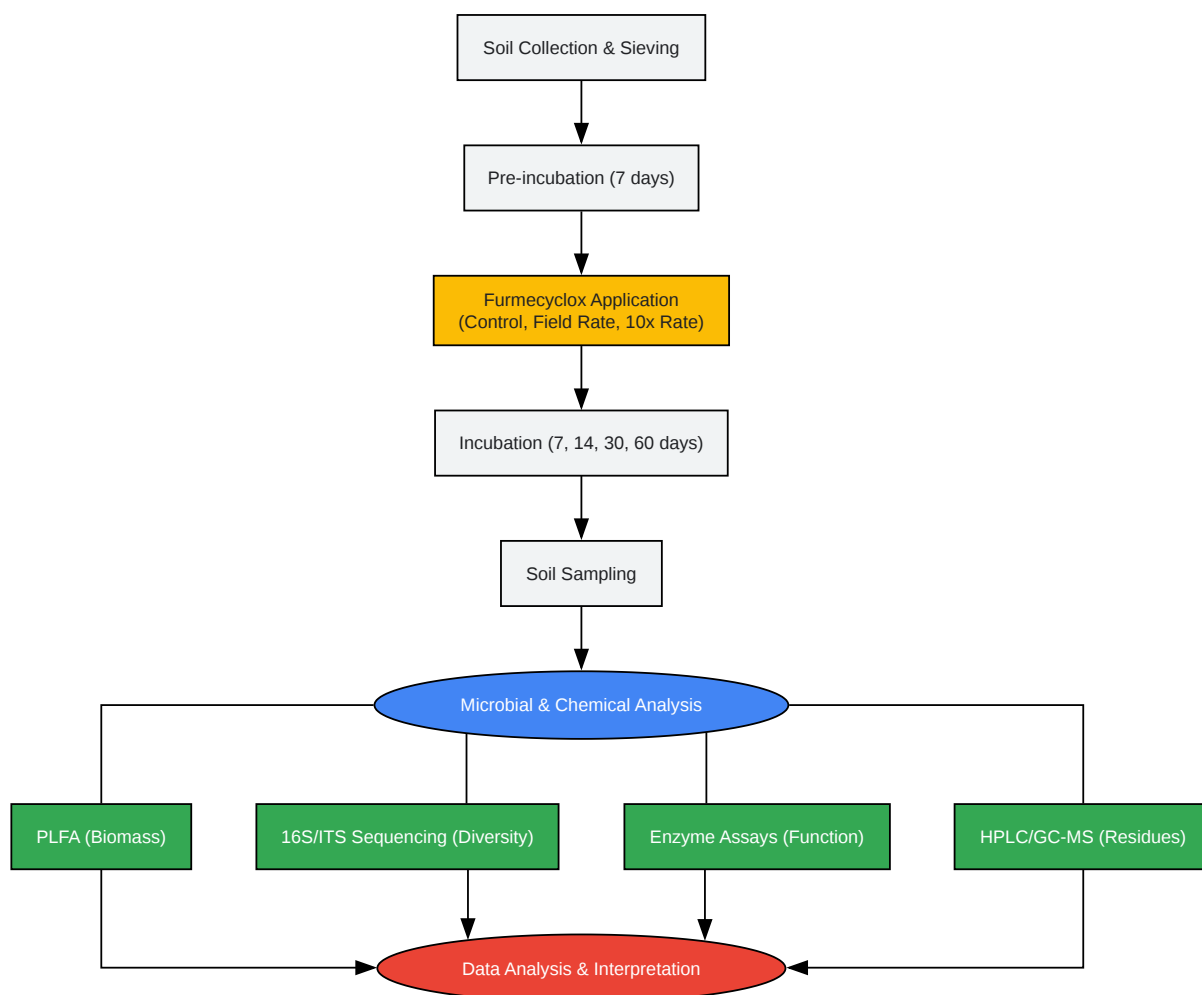 Soil Collection & Sieving
Pre-incubation (7 days)
Furmecyclox Application
(Control, Field Rate, 10x Rate)
Incubation (7, 14, 30, 60 days)
Soil Sampling
Microbial & Chemical Analysis
PLFA (Biomass)
16S/ITS Sequencing (Diversity)
Enzyme Assays (Function)
HPLC/GC-MS (Residues)
Data Analysis & Interpretation